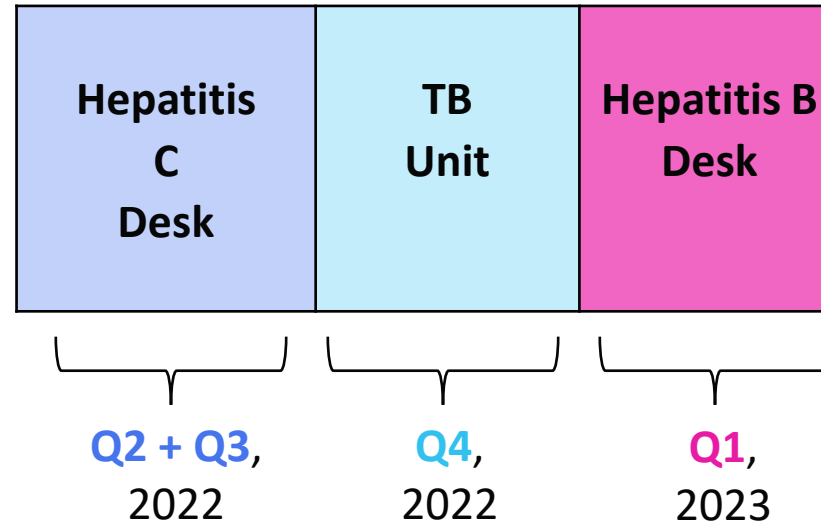 Hepatitis
C
Desk
TB
Unit
Hepatitis B
Desk
Q2 + Q3,
2022
Q4,
2022
Q1,
2023